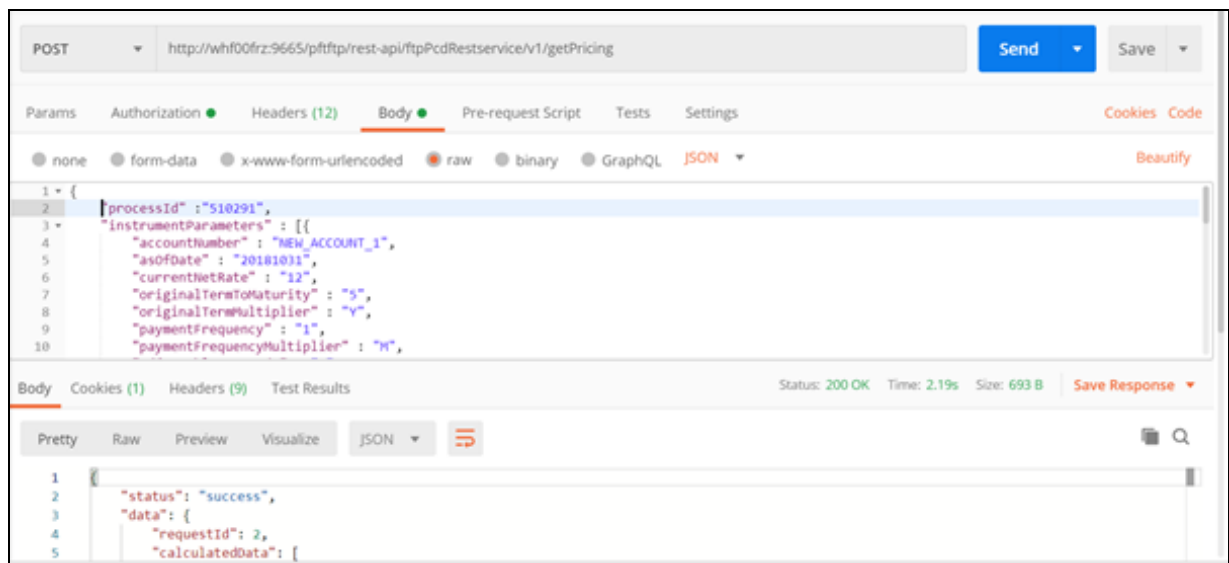 POST http://whf00frz:9665/pftftp/rest-api/ftpPcdRestservice/v1/getPricing Send Save
Params Authorization Headers (12) Body Pre-request Script Tests Settings Cookies Code
none form-data x-www-form-urlencoded raw binary GraphQL JSON Beautify
1 {
2 "processId" :"510291",
3 "instrumentParameters" : [{
4 "accountNumber" : "NEW_ACCOUNT_1",
5 "asOfDate" : "20181031",
6 "currentNetRate" : "12",
7 "originalTermToMaturity" : "5",
8 "originalTermMultiplier" : "Y",
9 "paymentFrequency" : "1",
10 "paymentFrequencyMultiplier" : "M",
Body Cookies (1) Headers (9) Test Results Status: 200 OK Time: 2.19s Size: 693 B Save Response
Pretty Raw Preview Visualize JSON
1 {
2 "status": "success",
3 "data": {
4 "requestId": 2,
5 "calculatedData": [